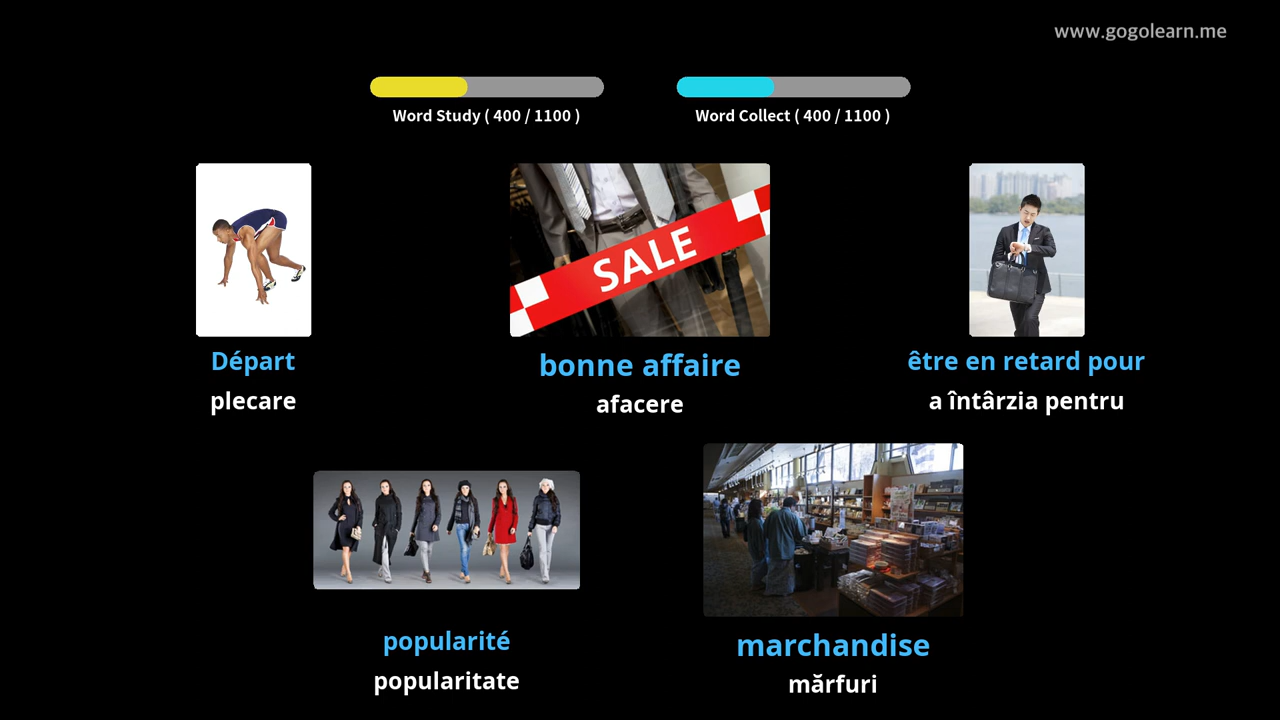 www.gogolearn.me
Word Study ( 400 / 1100 )
Word Collect ( 400 / 1100 )
SALE
Départ
plecare
bonne affaire
afacere
être en retard pour
a întârzia pentru
popularité
popularitate
marchandise
mărfuri